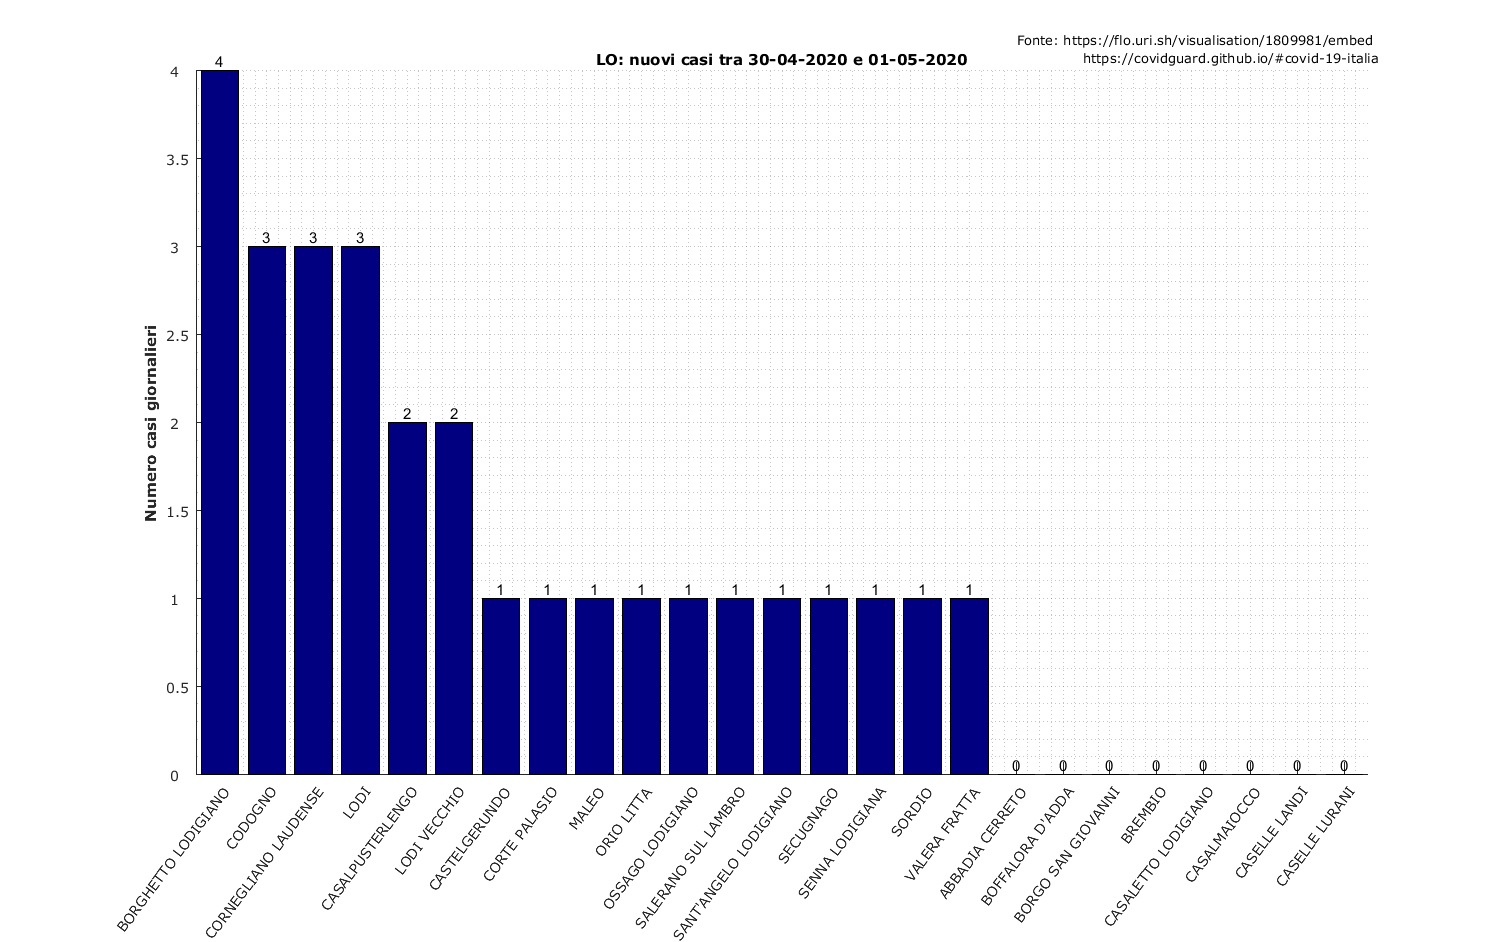 Fonte: https://flo.uri.sh/visualisation/1809981/embed
https://covidguard.github.io/#covid-19-italia
LO: nuovi casi tra 30-04-2020 e 01-05-2020
Numero casi giornalieri
4
3.5
3
2.5
2
1.5
1
0.5
0
4
3
3
3
2
2
1
1
1
1
1
1
1
1
1
1
1
0
0
0
0
0
0
0
0
BORGHETTO LODIGIANO
CODOGNO
CORNEGLIANO LAUDENSE
LODI
CASALPUSTERLENGO
LODI VECCHIO
CASTELGERUNDO
CORTE PALASIO
MALEO
ORIO LITTA
OSSAGO LODIGIANO
SALERANO SUL LAMBRO
SANT'ANGELO LODIGIANO
SECUGNAGO
SENNA LODIGIANA
SORDIO
VALERA FRATTA
ABBADIA CERRETO
BOFFALORA D'ADDA
BORGO SAN GIOVANNI
BREMBIO
CASALETTO LODIGIANO
CASALMAIOCCO
CASELLE LANDI
CASELLE LURANI